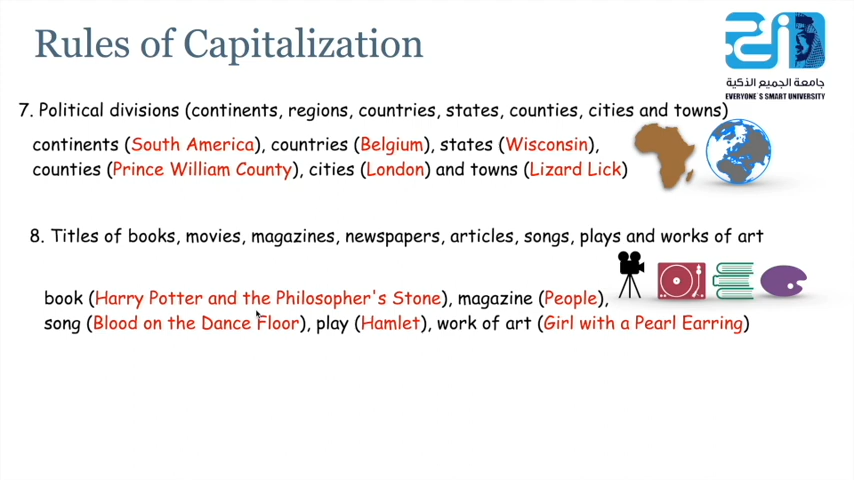 Rules of Capitalization
جامعة الجميع الذكية
EVERYONE`S SMART UNIVERSITY
7. Political divisions (continents, regions, countries, states, counties, cities and towns)
continents (South America), countries (Belgium), states (Wisconsin),
counties (Prince William County), cities (London) and towns (Lizard Lick)
8. Titles of books, movies, magazines, newspapers, articles, songs, plays and works of art
book (Harry Potter and the Philosopher's Stone), magazine (People),
song (Blood on the Dance Floor), play (Hamlet), work of art (Girl with a Pearl Earring)